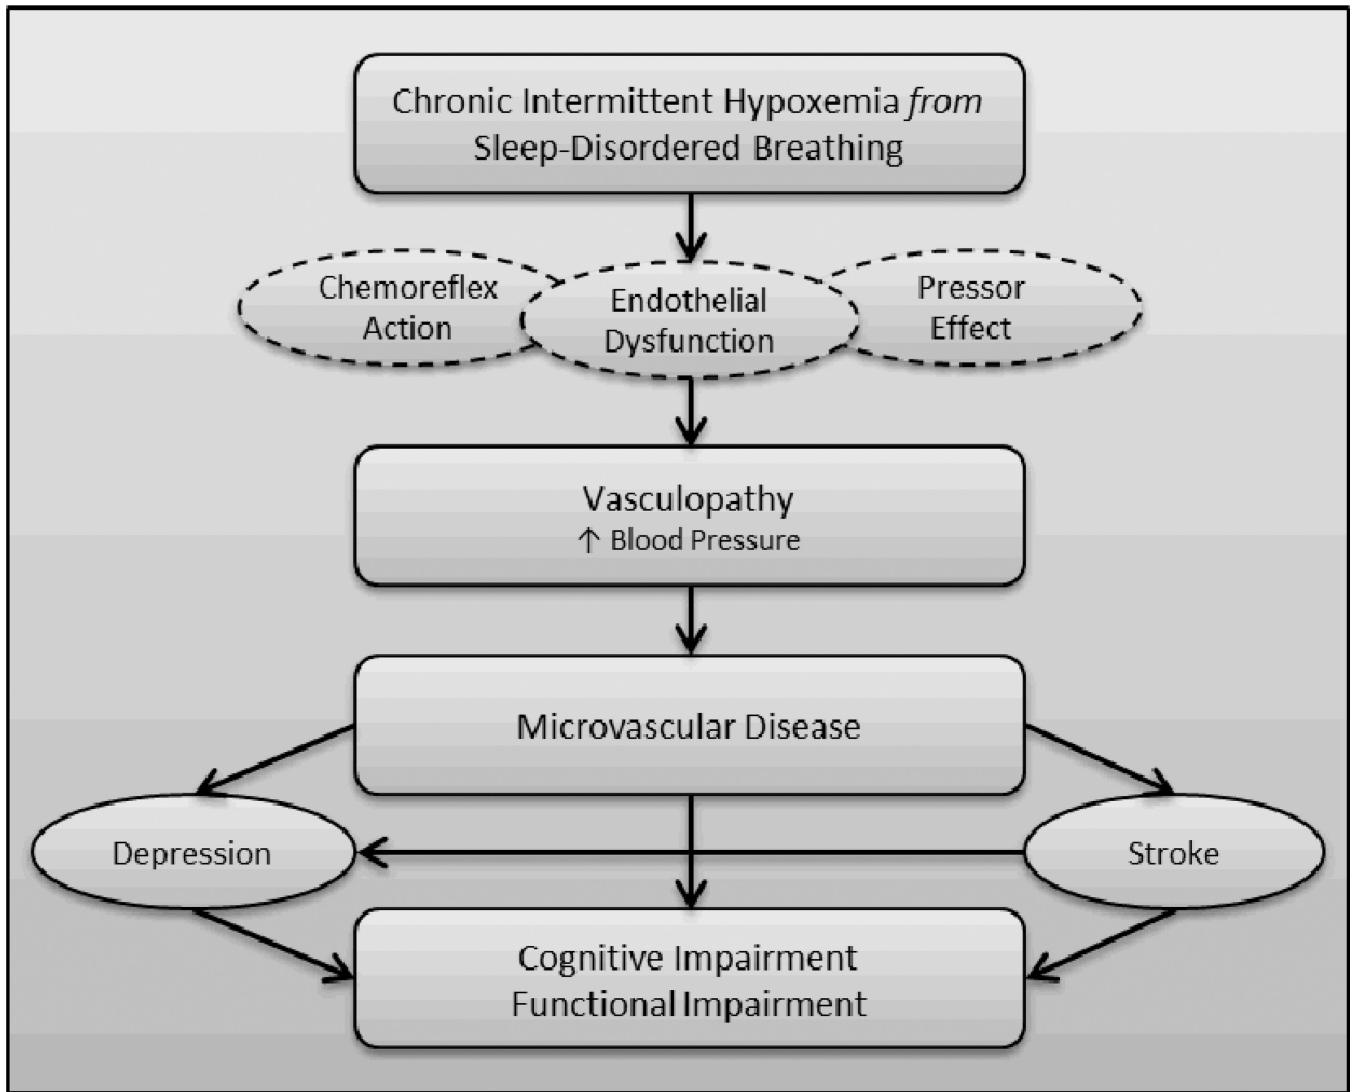 Chronic Intermittent Hypoxemia from
Sleep-Disordered Breathing
Chemoreflex
Action
Endothelial
Dysfunction
Pressor
Effect
Vasculopathy
↑ Blood Pressure
Microvascular Disease
Depression
Stroke
Cognitive Impairment
Functional Impairment